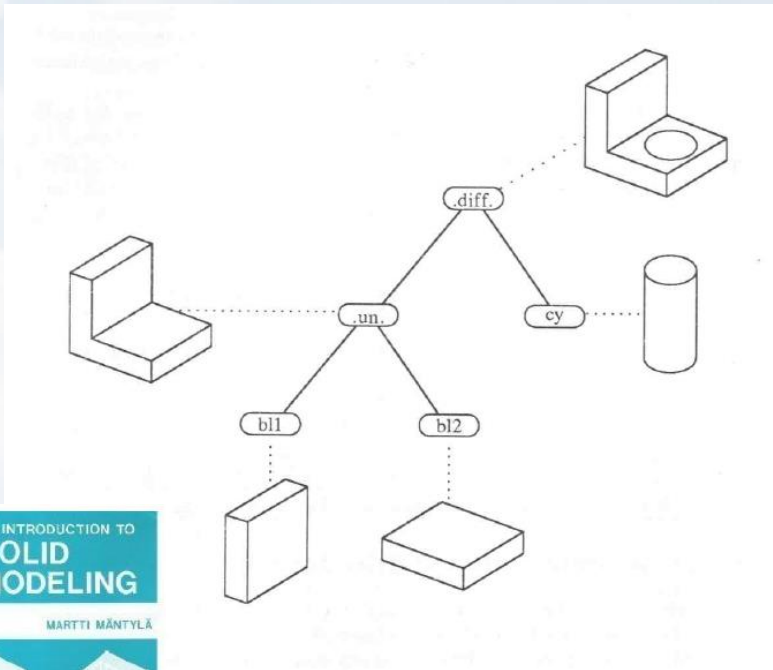 .diff.
.un.
cy
bl1
bl2
INTRODUCTION TO
OLID
ODELING
MARTTI MÄNTYLÄ